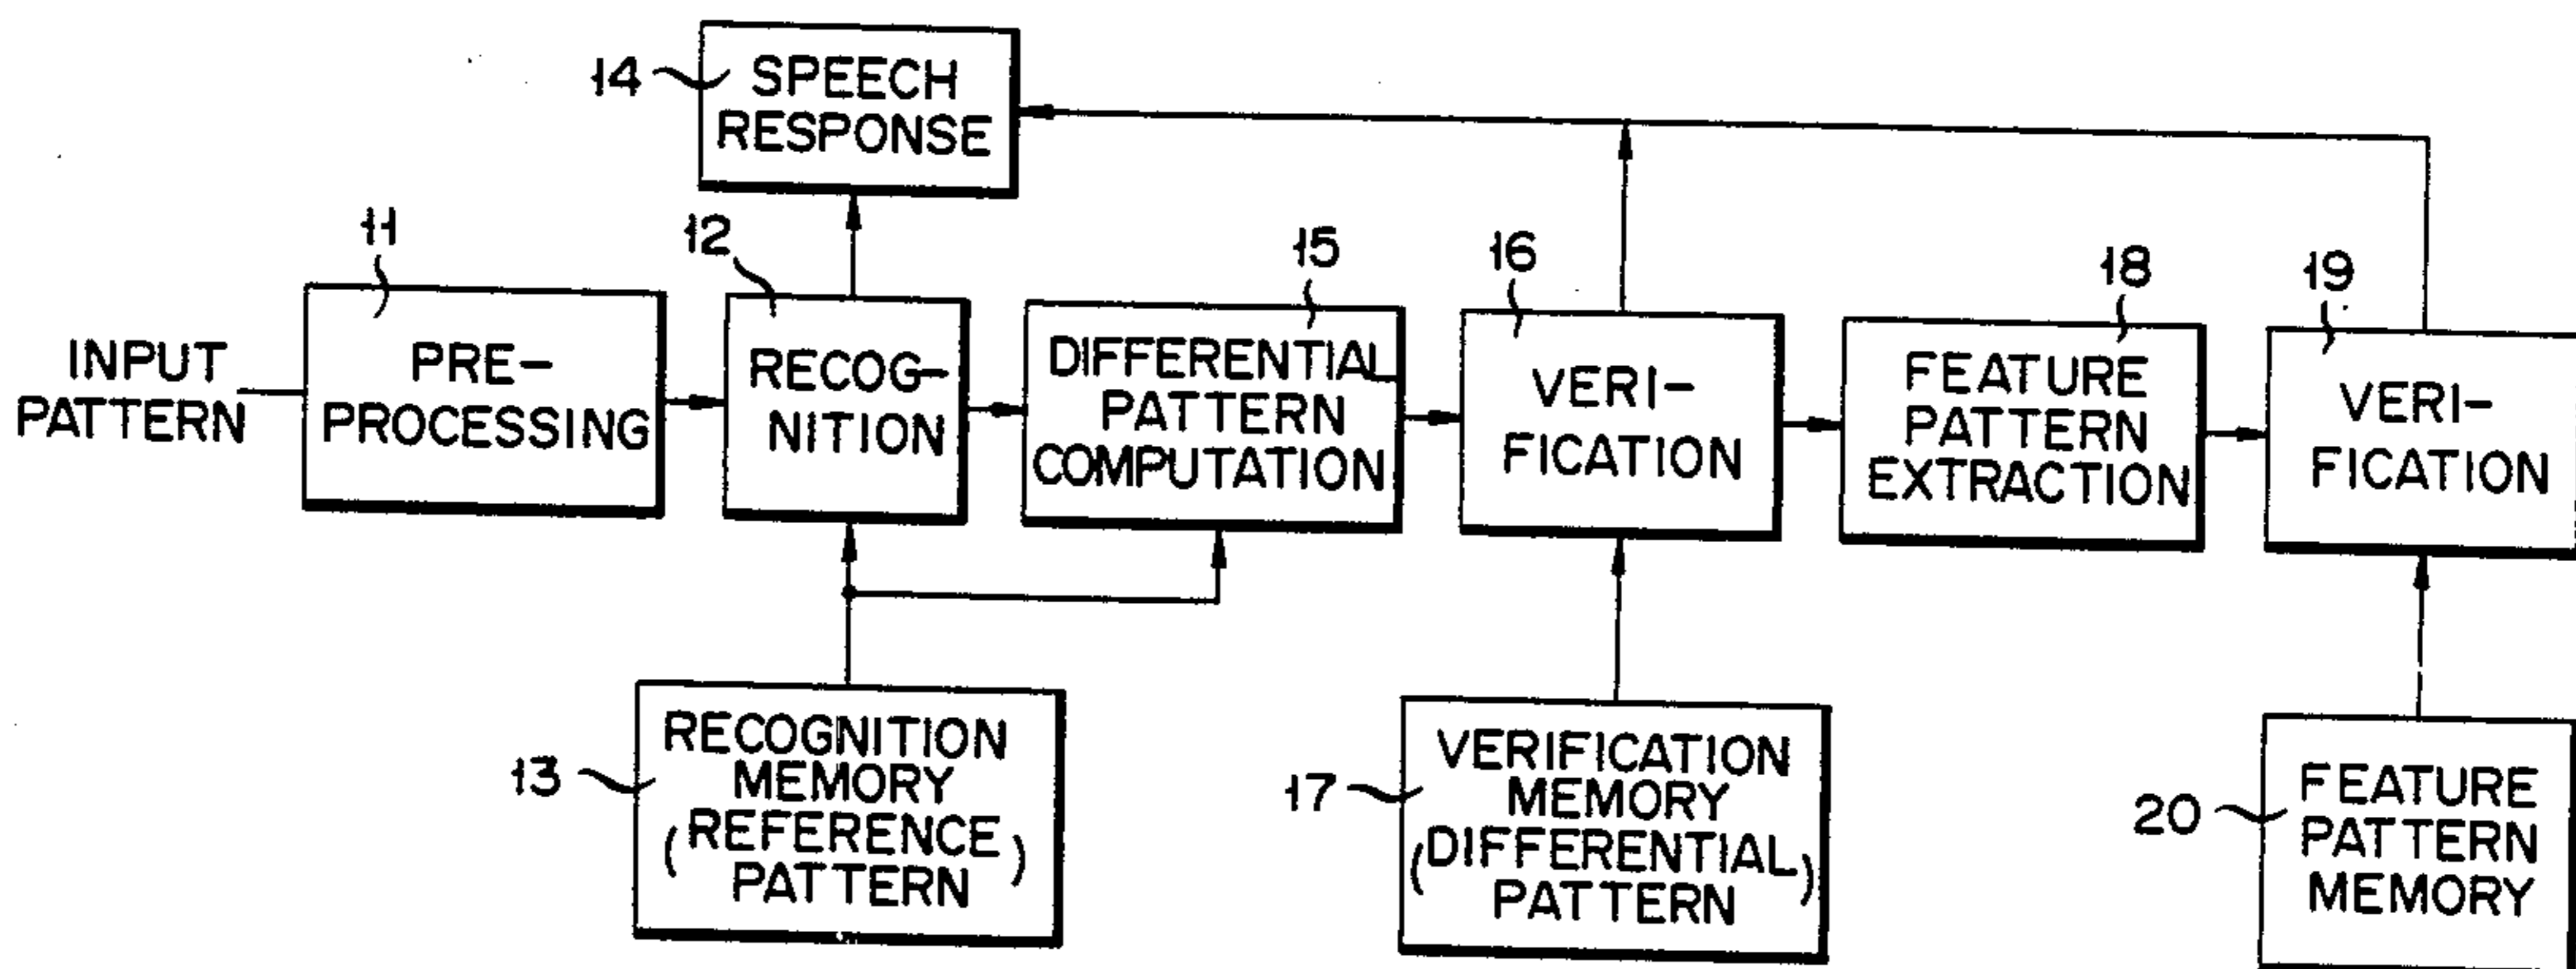 14
SPEECH
RESPONSE
11
12
15
16
18
19
INPUT
PATTERN
PRE-
PROCESSING
RECOG-
NITION
DIFFERENTIAL
PATTERN
COMPUTATION
VERI-
FICATION
FEATURE
PATTERN
EXTRACTION
VERI-
FICATION
13
RECOGNITION
MEMORY
(REFERENCE
PATTERN)
17
VERIFICATION
MEMORY
(DIFFERENTIAL
PATTERN)
20
FEATURE
PATTERN
MEMORY